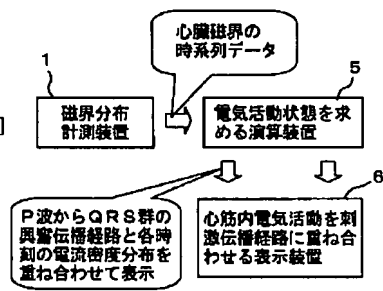 心臓磁界の
時系列データ
1
5
磁界分布
計測装置
電気活動状態を求
める演算装置
]
6
P波からQRS群の
興奮伝播経路と各時
刻の電流密度分布を
重ね合わせて表示
心筋内電気活動を刺
激伝播経路に重ね合
わせる表示装置